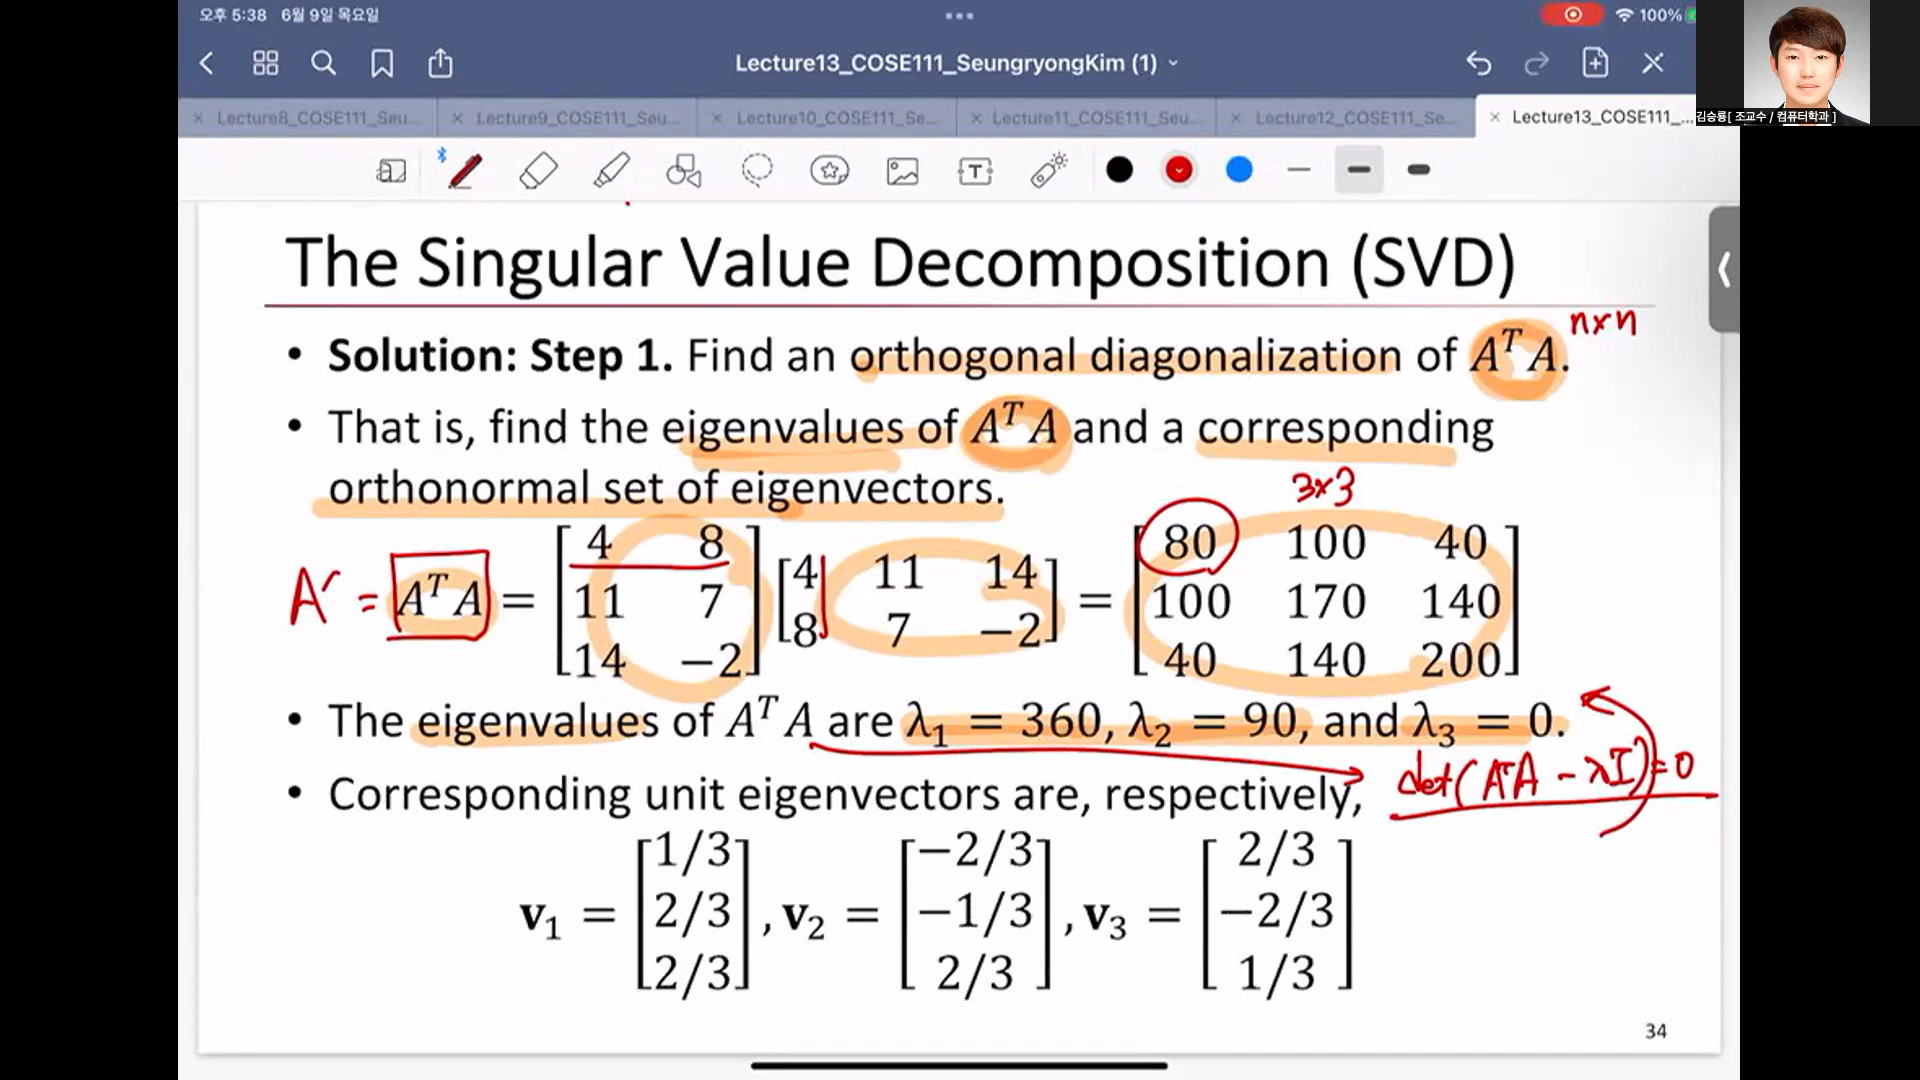 오후 5:38 6월 9일 목요일
100%
Lecture13_COSE111_SeungryongKim (1)
Lecture8_COSE111_Seu...
Lecture9_COSE111_Seu...
Lecture10_COSE111_Se...
Lecture11_COSE111_Seu...
Lecture12_COSE111_Se...
Lecture13_COSE111_...
김승룡[ 조교수 / 컴퓨터학과 ]
T
The Singular Value Decomposition (SVD)
n×n
• Solution: Step 1. Find an orthogonal diagonalization of AᵀA.
• That is, find the eigenvalues of AᵀA and a corresponding
orthonormal set of eigenvectors.
3×3
A' = AᵀA = [4 8; 11 7; 14 −2] [4 11 14; 8 7 −2] = [80 100 40; 100 170 140; 40 140 200]
• The eigenvalues of AᵀA are λ₁ = 360, λ₂ = 90, and λ₃ = 0.
det(AᵀA - λI) = 0
• Corresponding unit eigenvectors are, respectively,
v₁ = [1/3; 2/3; 2/3], v₂ = [−2/3; −1/3; 2/3], v₃ = [2/3; −2/3; 1/3]
34